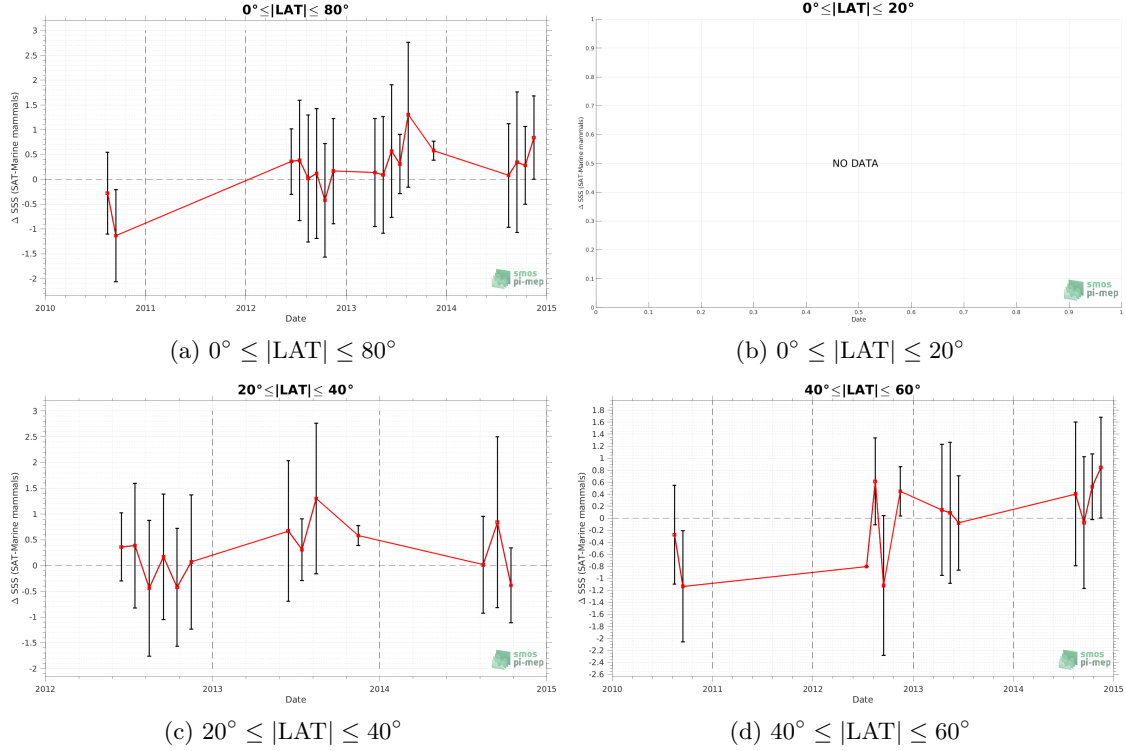 0°≤|LAT|≤ 80°
Δ SSS (SAT-Marine mammals)
3
2.5
2
1.5
1
0.5
0
-0.5
-1
-1.5
-2
2010 2011 2012 2013 2014 2015
Date
smos
pi-mep
(a) 0° ≤ |LAT| ≤ 80°
0°≤|LAT|≤ 20°
Δ SSS (SAT-Marine mammals)
1
0.9
0.8
0.7
0.6
0.5
0.4
0.3
0.2
0.1
0
NO DATA
0 0.1 0.2 0.3 0.4 0.5 0.6 0.7 0.8 0.9 1
Date
smos
pi-mep
(b) 0° ≤ |LAT| ≤ 20°
20°≤|LAT|≤ 40°
Δ SSS (SAT-Marine mammals)
3
2.5
2
1.5
1
0.5
0
-0.5
-1
-1.5
-2
2012 2013 2014 2015
Date
smos
pi-mep
(c) 20° ≤ |LAT| ≤ 40°
40°≤|LAT|≤ 60°
Δ SSS (SAT-Marine mammals)
1.8
1.6
1.4
1.2
1
0.8
0.6
0.4
0.2
0
-0.2
-0.4
-0.6
-0.8
-1
-1.2
-1.4
-1.6
-1.8
-2
-2.2
-2.4
-2.6
2010 2011 2012 2013 2014 2015
Date
smos
pi-mep
(d) 40° ≤ |LAT| ≤ 60°